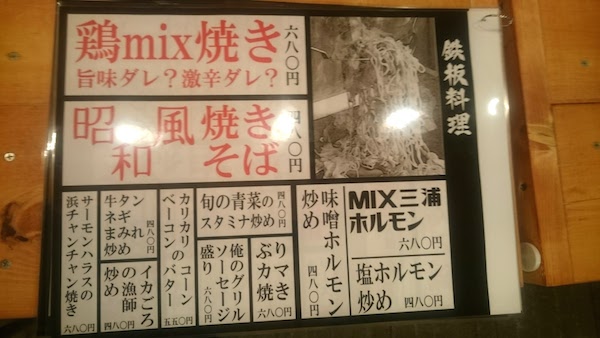 鉄板料理
鶏mix焼き
六八〇円
旨味ダレ？激辛ダレ？
昭和風焼きそば
四八〇円
MIX三浦
ホルモン
六八〇円
塩ホルモン
炒め
四八〇円
味噌ホルモン
炒め
四八〇円
旬の青菜の
スタミナ炒め
四八〇円
りマき
ぶカ焼
六八〇円
俺のグリル
ソーセージ
盛り
六八〇円
カリカリ
ベーコンの
コーンバター
五五〇円
牛タン
ネギ
まみれ
炒め
四八〇円
イカごろ
の漁師
炒め
四八〇円
サーモンハラスの
浜チャンチャン焼き
六八〇円